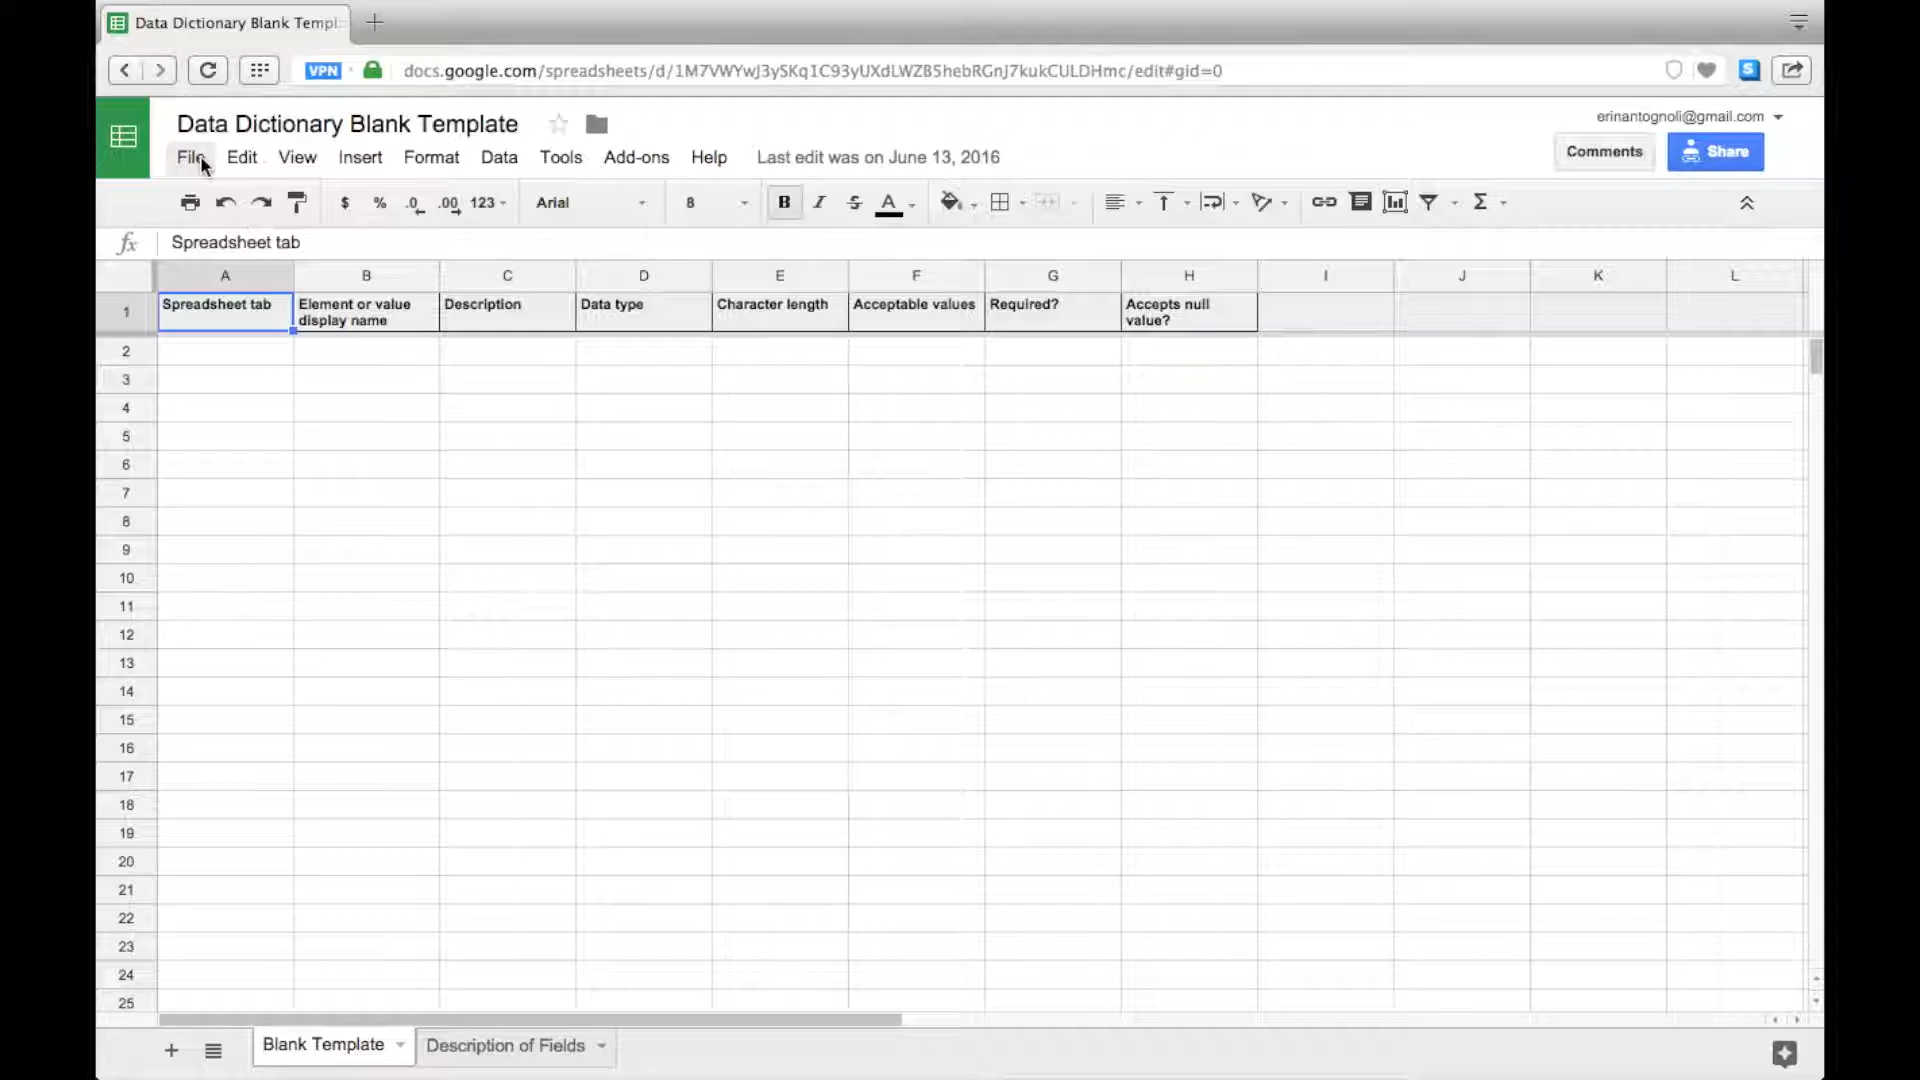 Data Dictionary Blank Templ
VPN
docs.google.com/spreadsheets/d/1M7VWYwJ3ySKq1C93yUXdLWZB5hebRGnJ7kukCULDHmc/edit#gid=0
S
Data Dictionary Blank Template
erinantognoli@gmail.com
File Edit View Insert Format Data Tools Add-ons Help Last edit was on June 13, 2016
Comments
Share
$ % .0 .00 123 Arial 8 B I S A Σ
fx Spreadsheet tab
A B C D E F G H I J K L
1 Spreadsheet tab Element or value display name Description Data type Character length Acceptable values Required? Accepts null value?
2
3
4
5
6
7
8
9
10
11
12
13
14
15
16
17
18
19
20
21
22
23
24
25
+ Blank Template Description of Fields